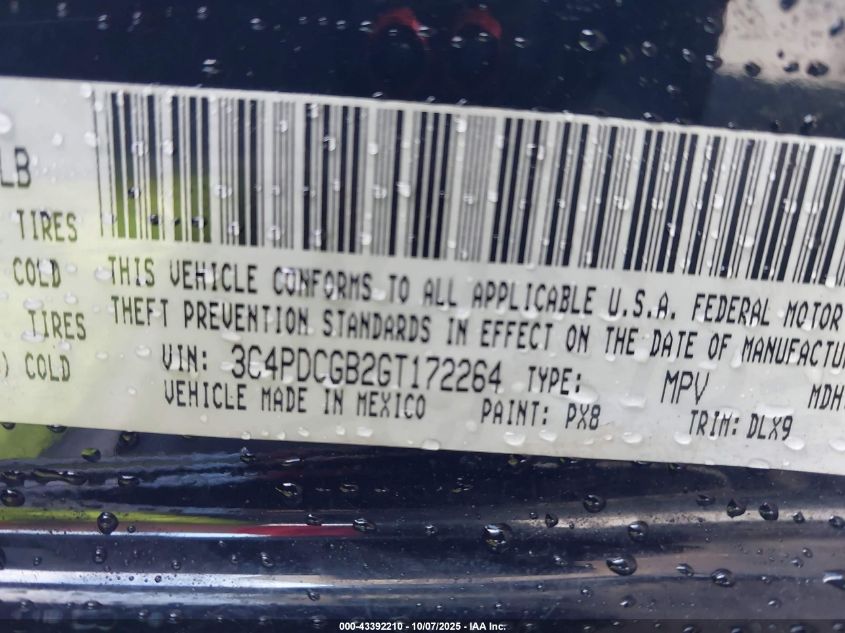 LB
TIRES
COLD
TIRES
) COLD
THIS VEHICLE CONFORMS TO ALL APPLICABLE U.S.A. FEDERAL MOTOR
THEFT PREVENTION STANDARDS IN EFFECT ON THE DATE OF MANUFACTU
VIN: 3C4PDCGB2GT172264 TYPE: MPV MDH
VEHICLE MADE IN MEXICO PAINT: PX8 TRIM: DLX9
000-43392210 - 10/07/2025 - IAA Inc.